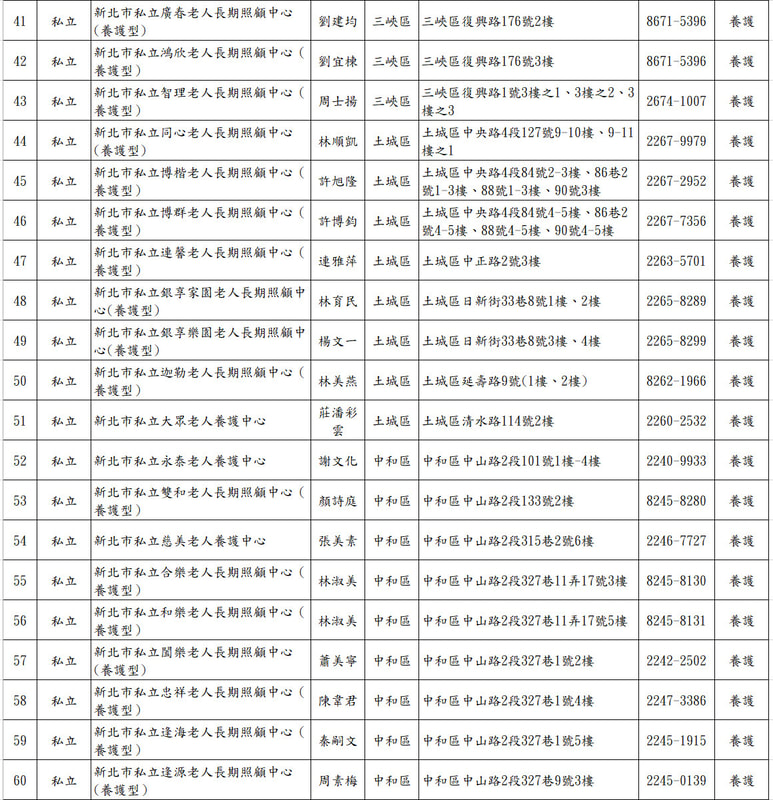 41 私立 新北市私立廣春老人長期照顧中心(養護型) 劉建均 三峽區 三峽區復興路176號2樓 8671-5396 養護
42 私立 新北市私立鴻欣老人長期照顧中心(養護型) 劉宜棟 三峽區 三峽區復興路176號3樓 8671-5396 養護
43 私立 新北市私立智理老人長期照顧中心(養護型) 周士揚 三峽區 三峽區復興路1號3樓之1、3樓之2、3樓之3 2674-1007 養護
44 私立 新北市私立同心老人長期照顧中心(養護型) 林順凱 土城區 土城區中央路4段127號9-10樓、9-11樓之1 2267-9979 養護
45 私立 新北市私立博楷老人長期照顧中心(養護型) 許旭隆 土城區 土城區中央路4段84號2-3樓、86巷2號1-3樓、88號1-3樓、90號3樓 2267-2952 養護
46 私立 新北市私立博群老人長期照顧中心(養護型) 許博鈞 土城區 土城區中央路4段84號4-5樓、86巷2號4-5樓、88號4-5樓、90號4-5樓 2267-7356 養護
47 私立 新北市私立連馨老人長期照顧中心(養護型) 連雅萍 土城區 土城區中正路2號3樓 2263-5701 養護
48 私立 新北市私立銀享家園老人長期照顧中心(養護型) 林育民 土城區 土城區日新街33巷8號1樓、2樓 2265-8289 養護
49 私立 新北市私立銀享樂園老人長期照顧中心(養護型) 楊文一 土城區 土城區日新街33巷8號3樓、4樓 2265-8299 養護
50 私立 新北市私立迦勒老人長期照顧中心(養護型) 林美燕 土城區 土城區延壽路9號(1樓、2樓) 8262-1966 養護
51 私立 新北市私立大眾老人養護中心 莊潘彩雲 土城區 土城區清水路114號2樓 2260-2532 養護
52 私立 新北市私立永泰老人養護中心 謝文化 中和區 中和區中山路2段101號1樓-4樓 2240-9933 養護
53 私立 新北市私立雙和老人長期照顧中心(養護型) 顏詩庭 中和區 中和區中山路2段133號2樓 8245-8280 養護
54 私立 新北市私立慈美老人養護中心 張美素 中和區 中和區中山路2段315巷2號6樓 2246-7727 養護
55 私立 新北市私立合樂老人長期照顧中心(養護型) 林淑美 中和區 中和區中山路2段327巷11弄17號3樓 8245-8130 養護
56 私立 新北市私立和樂老人長期照顧中心(養護型) 林淑美 中和區 中和區中山路2段327巷11弄17號5樓 8245-8131 養護
57 私立 新北市私立閤樂老人長期照顧中心(養護型) 蕭美寧 中和區 中和區中山路2段327巷1號2樓 2242-2502 養護
58 私立 新北市私立忠祥老人長期照顧中心(養護型) 陳韋君 中和區 中和區中山路2段327巷1號4樓 2247-3386 養護
59 私立 新北市私立逢海老人長期照顧中心(養護型) 秦嗣文 中和區 中和區中山路2段327巷1號5樓 2245-1915 養護
60 私立 新北市私立逢源老人長期照顧中心(養護型) 周素梅 中和區 中和區中山路2段327巷9號3樓 2245-0139 養護